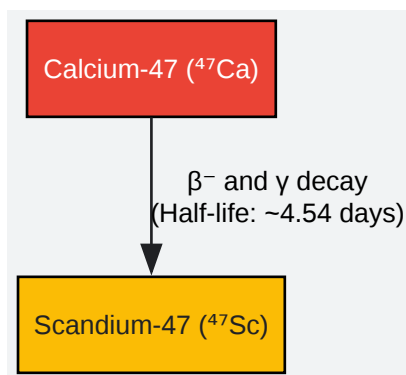 Calcium-47 (⁴⁷Ca)
β⁻ and γ decay
(Half-life: ~4.54 days)
Scandium-47 (⁴⁷Sc)